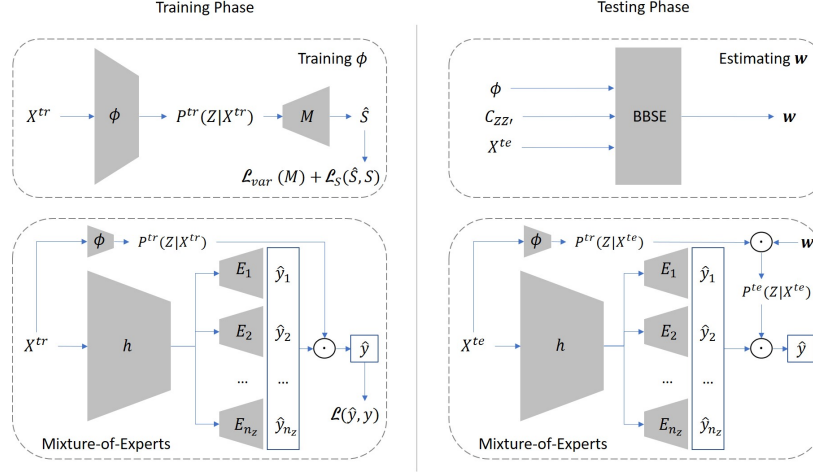 Training Phase
Training ϕ
X^{tr}
ϕ
P^{tr}(Z|X^{tr})
M
Ŝ
ℒ_{var} (M) + ℒ_S(Ŝ, S)
ϕ
P^{tr}(Z|X^{tr})
X^{tr}
h
E_1
ŷ_1
E_2
ŷ_2
... ...
E_{n_Z}
ŷ_{n_Z}
ŷ
ℒ(ŷ, y)
Mixture-of-Experts
Testing Phase
Estimating w
ϕ
C_{ZZ'}
X^{te}
BBSE
w
ϕ
P^{tr}(Z|X^{te})
w
P^{te}(Z|X^{te})
X^{te}
h
E_1
ŷ_1
E_2
ŷ_2
... ...
E_{n_Z}
ŷ_{n_Z}
ŷ
Mixture-of-Experts